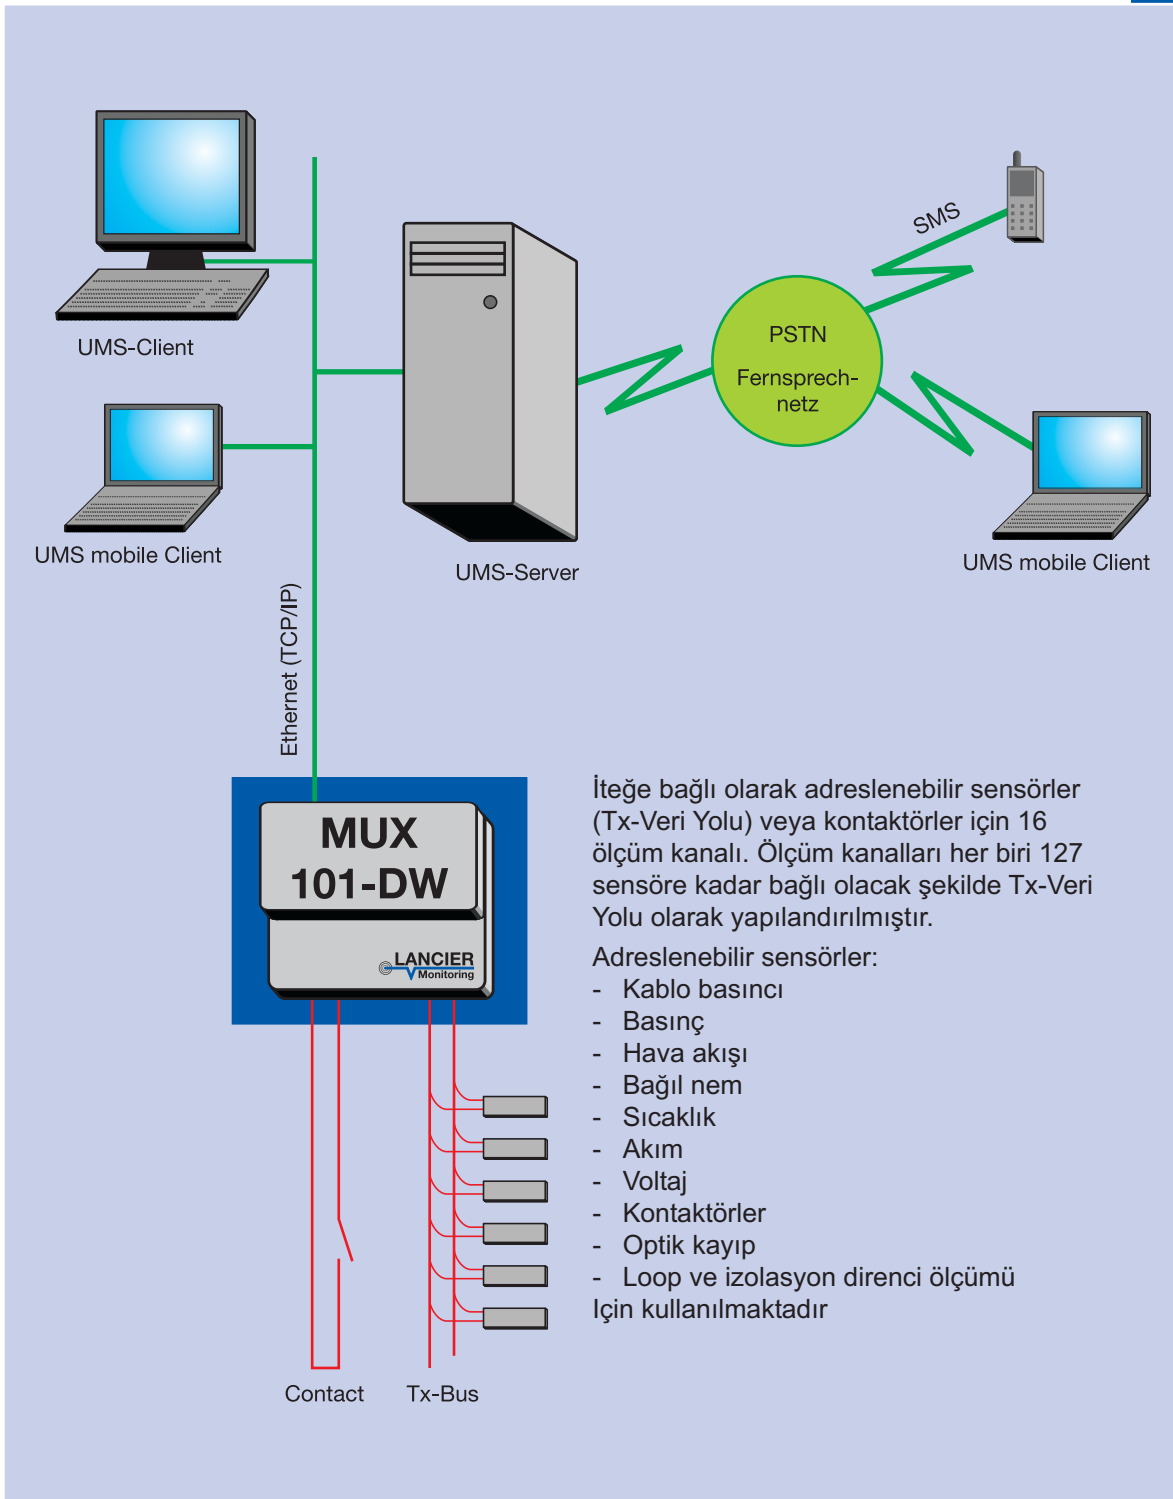 SMS
PSTN
Fernsprech-
netz
UMS-Client
UMS mobile Client
UMS-Server
UMS mobile Client
Ethernet (TCP/IP)
MUX
101-DW
LANCIER
Monitoring
İteğe bağlı olarak adreslenebilir sensörler
(Tx-Veri Yolu) veya kontaktörler için 16
ölçüm kanalı. Ölçüm kanalları her biri 127
sensöre kadar bağlı olacak şekilde Tx-Veri
Yolu olarak yapılandırılmıştır.
Adreslenebilir sensörler:
- Kablo basıncı
- Basınç
- Hava akışı
- Bağıl nem
- Sıcaklık
- Akım
- Voltaj
- Kontaktörler
- Optik kayıp
- Loop ve izolasyon direnci ölçümü
Için kullanılmaktadır
Contact
Tx-Bus